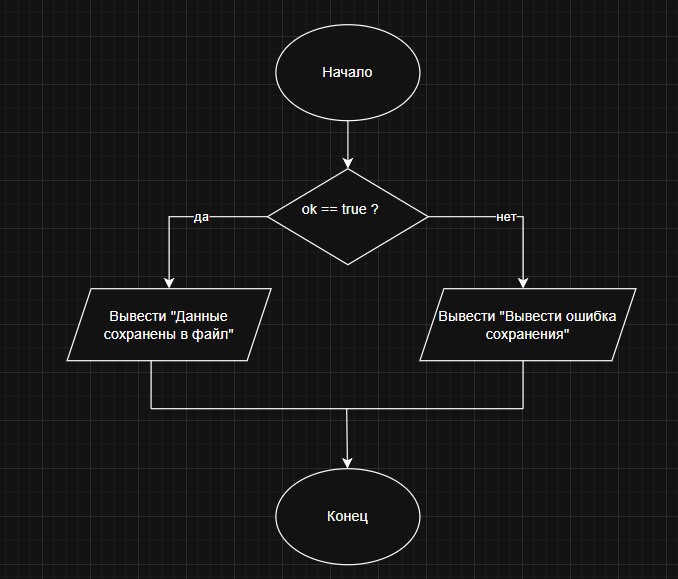 Начало
ok == true ?
да
нет
Вывести "Данные
сохранены в файл"
Вывести "Вывести ошибка
сохранения"
Конец